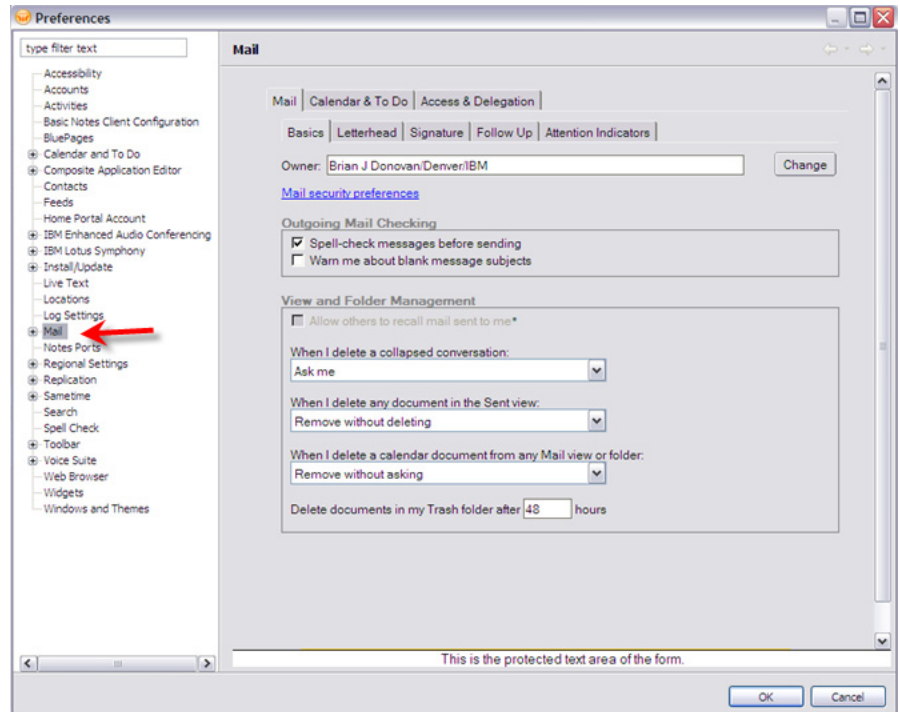 Preferences
type filter text
Accessibility
Accounts
Activities
Basic Notes Client Configuration
BluePages
Calendar and To Do
Composite Application Editor
Contacts
Feeds
Home Portal Account
IBM Enhanced Audio Conferencing
IBM Lotus Symphony
Install/Update
Live Text
Locations
Log Settings
Mail
Notes Ports
Regional Settings
Replication
Sametime
Search
Spell Check
Toolbar
Voice Suite
Web Browser
Widgets
Windows and Themes
Mail
Mail Calendar & To Do Access & Delegation
Basics Letterhead Signature Follow Up Attention Indicators
Owner: Brian J Donovan/Denver/IBM Change
Mail security preferences
Outgoing Mail Checking
Spell-check messages before sending
Warn me about blank message subjects
View and Folder Management
Allow others to recall mail sent to me*
When I delete a collapsed conversation:
Ask me
When I delete any document in the Sent view:
Remove without deleting
When I delete a calendar document from any Mail view or folder:
Remove without asking
Delete documents in my Trash folder after 48 hours
This is the protected text area of the form.
OK Cancel